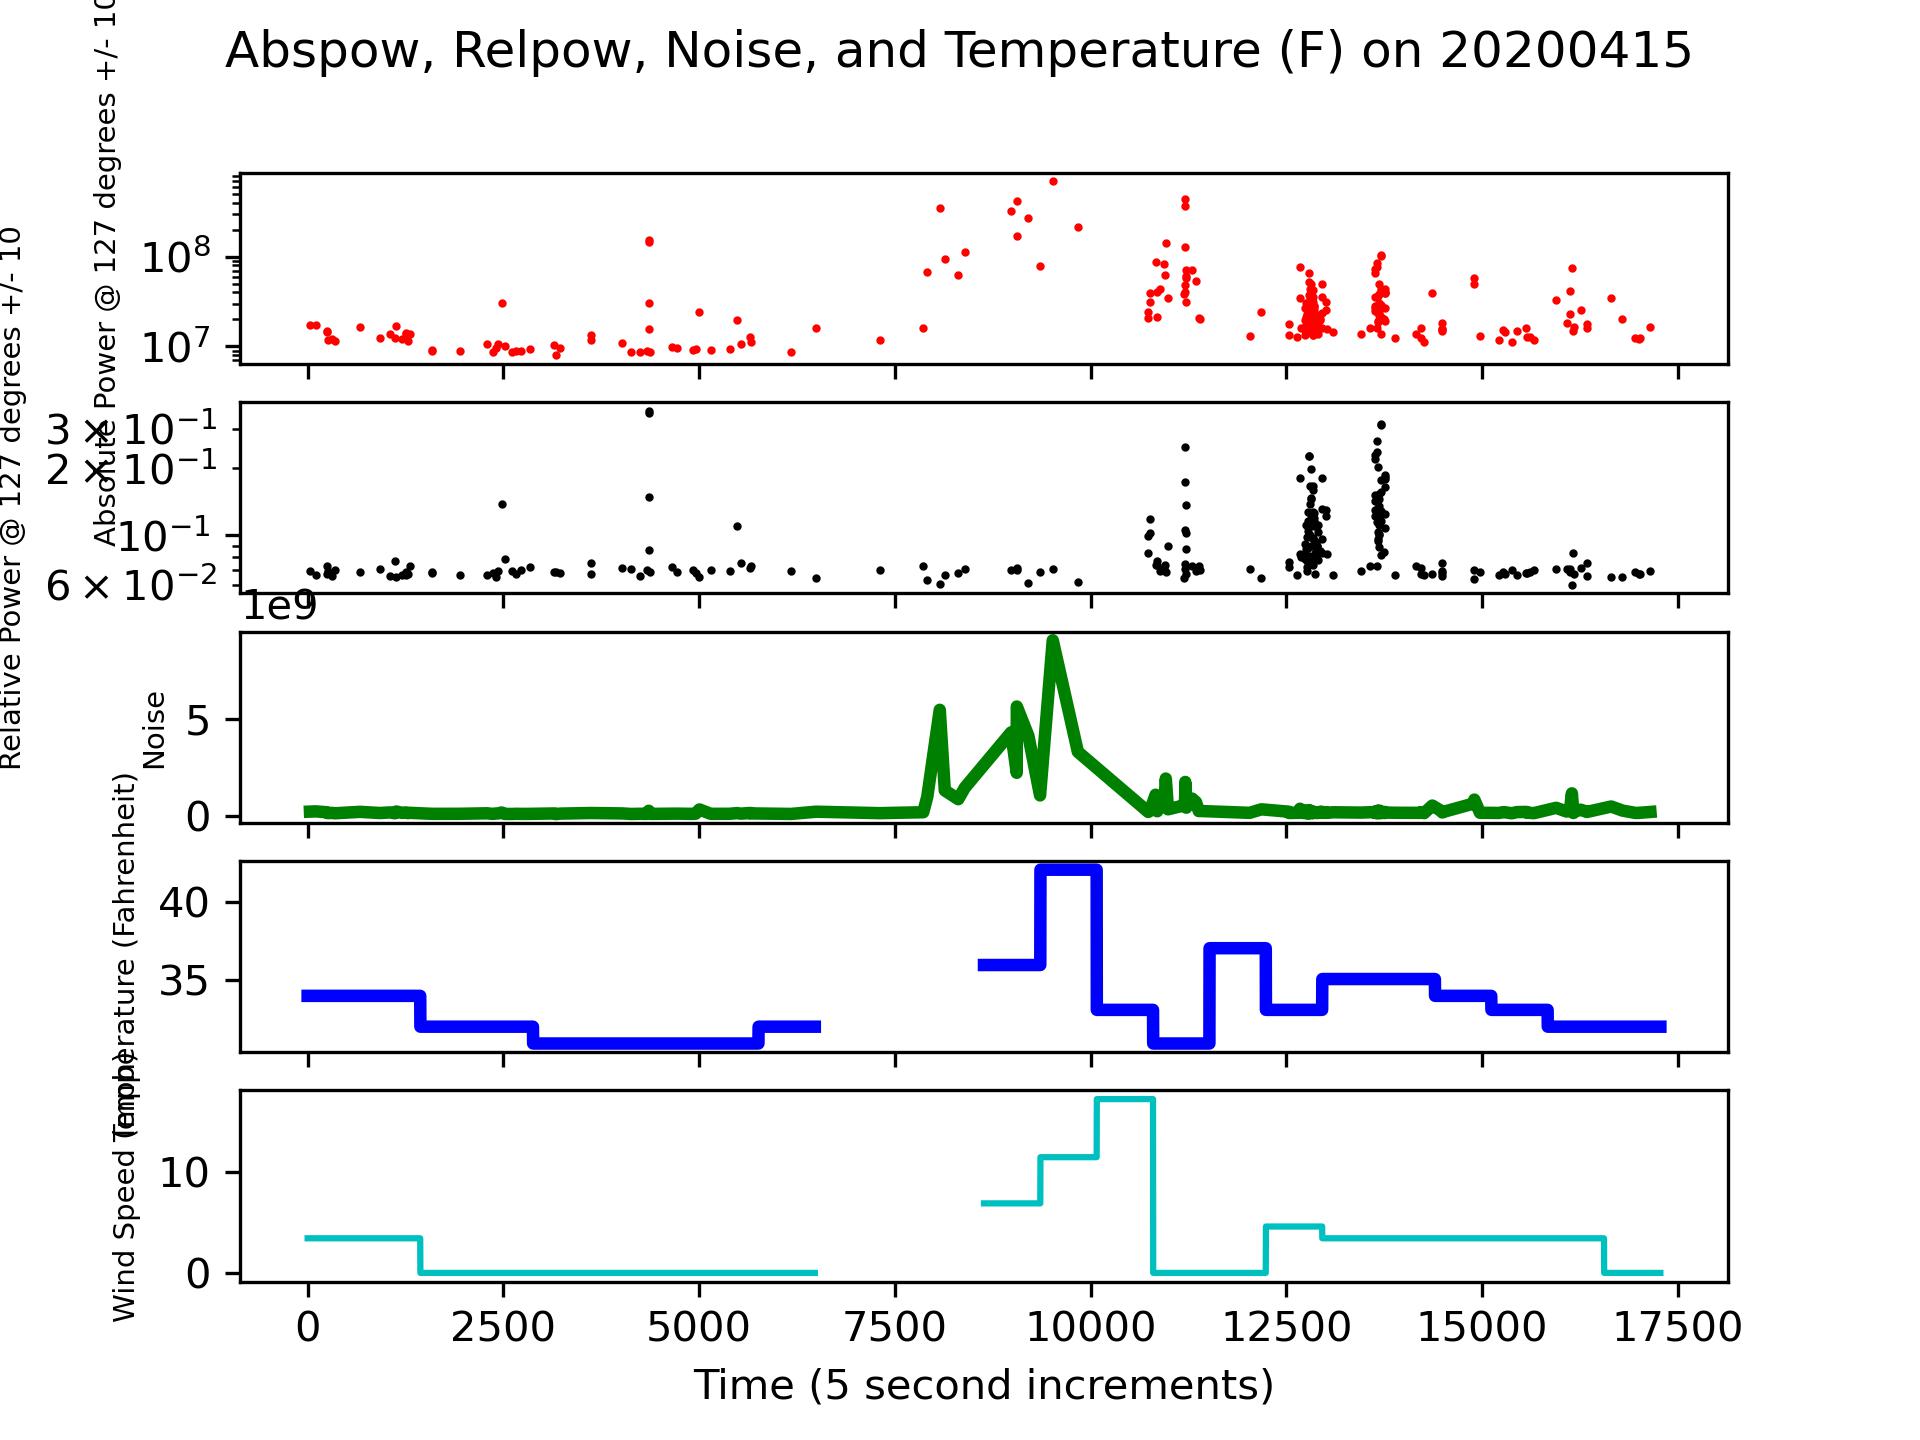 Abspow, Relpow, Noise, and Temperature (F) on 20200415
Absolute Power @ 127 degrees +/- 10
10⁸
10⁷
Relative Power @ 127 degrees +/- 10
3 × 10⁻¹
2 × 10⁻¹
10⁻¹
6 × 10⁻²
1e9
Noise
5
0
Temperature (Fahrenheit)
40
35
Wind Speed (mph)
10
0
0 2500 5000 7500 10000 12500 15000 17500
Time (5 second increments)